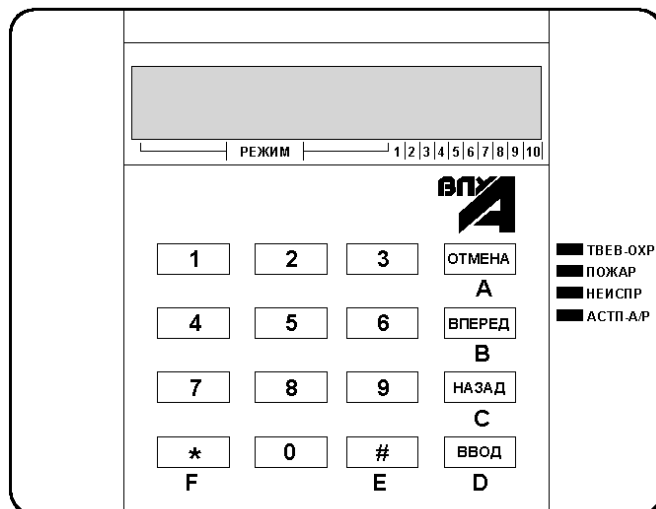 РЕЖИМ 1 2 3 4 5 6 7 8 9 10
ВПУ А
1 2 3 ОТМЕНА
A
4 5 6 ВПЕРЕД
B
7 8 9 НАЗАД
C
* 0 # ВВОД
F E D
ТВЕВ-ОХР
ПОЖАР
НЕИСПР
АСТП-А/Р